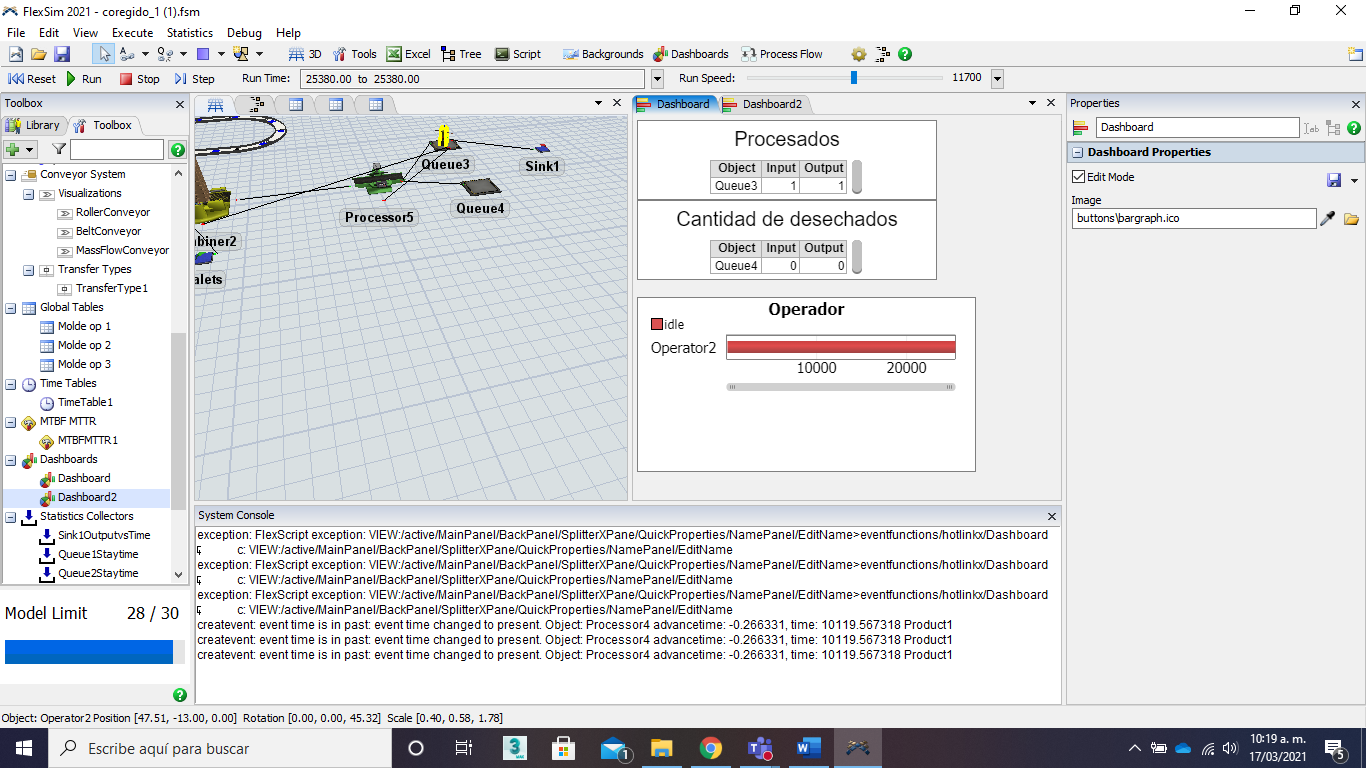 FlexSim 2021 - coregido_1 (1).fsm
File Edit View Execute Statistics Debug Help
3D Tools Excel Tree Script Backgrounds Dashboards Process Flow
Reset Run Stop Step Run Time: 25380.00 to 25380.00 Run Speed: 11700
Toolbox
Library Toolbox
Conveyor System
Visualizations
RollerConveyor
BeltConveyor
MassFlowConveyor
Transfer Types
TransferType1
Global Tables
Molde op 1
Molde op 2
Molde op 3
Time Tables
TimeTable1
MTBF MTTR
MTBFMTTR1
Dashboards
Dashboard
Dashboard2
Statistics Collectors
Sink1OutputvsTime
Queue1Staytime
Queue2Staytime
Model Limit 28 / 30
Queue3
Sink1
Processor5
Queue4
biner2
alets
Dashboard Dashboard2
Procesados
Object Input Output
Queue3 1 1
Cantidad de desechados
Object Input Output
Queue4 0 0
Operador
idle
Operator2
10000 20000
Properties
Dashboard
Dashboard Properties
Edit Mode
Image
buttons\bargraph.ico
System Console
exception: FlexScript exception: VIEW:/active/MainPanel/BackPanel/SplitterXPane/QuickProperties/NamePanel/EditName>eventfunctions/hotlinkx/Dashboard
c: VIEW:/active/MainPanel/BackPanel/SplitterXPane/QuickProperties/NamePanel/EditName
exception: FlexScript exception: VIEW:/active/MainPanel/BackPanel/SplitterXPane/QuickProperties/NamePanel/EditName>eventfunctions/hotlinkx/Dashboard
c: VIEW:/active/MainPanel/BackPanel/SplitterXPane/QuickProperties/NamePanel/EditName
exception: FlexScript exception: VIEW:/active/MainPanel/BackPanel/SplitterXPane/QuickProperties/NamePanel/EditName>eventfunctions/hotlinkx/Dashboard
c: VIEW:/active/MainPanel/BackPanel/SplitterXPane/QuickProperties/NamePanel/EditName
createvent: event time is in past: event time changed to present. Object: Processor4 advancetime: -0.266331, time: 10119.567318 Product1
createvent: event time is in past: event time changed to present. Object: Processor4 advancetime: -0.266331, time: 10119.567318 Product1
createvent: event time is in past: event time changed to present. Object: Processor4 advancetime: -0.266331, time: 10119.567318 Product1
Object: Operator2 Position [47.51, -13.00, 0.00] Rotation [0.00, 0.00, 45.32] Scale [0.40, 0.58, 1.78]
Escribe aquí para buscar
10:19 a. m.
17/03/2021